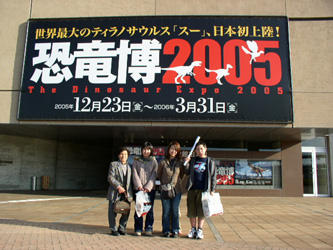 世界最大のティラノサウルス「スー」、日本初上陸!
恐竜博2005
The Dinosaur Expo 2005
2005年12月23日㊎〜2006年3月31日㊎